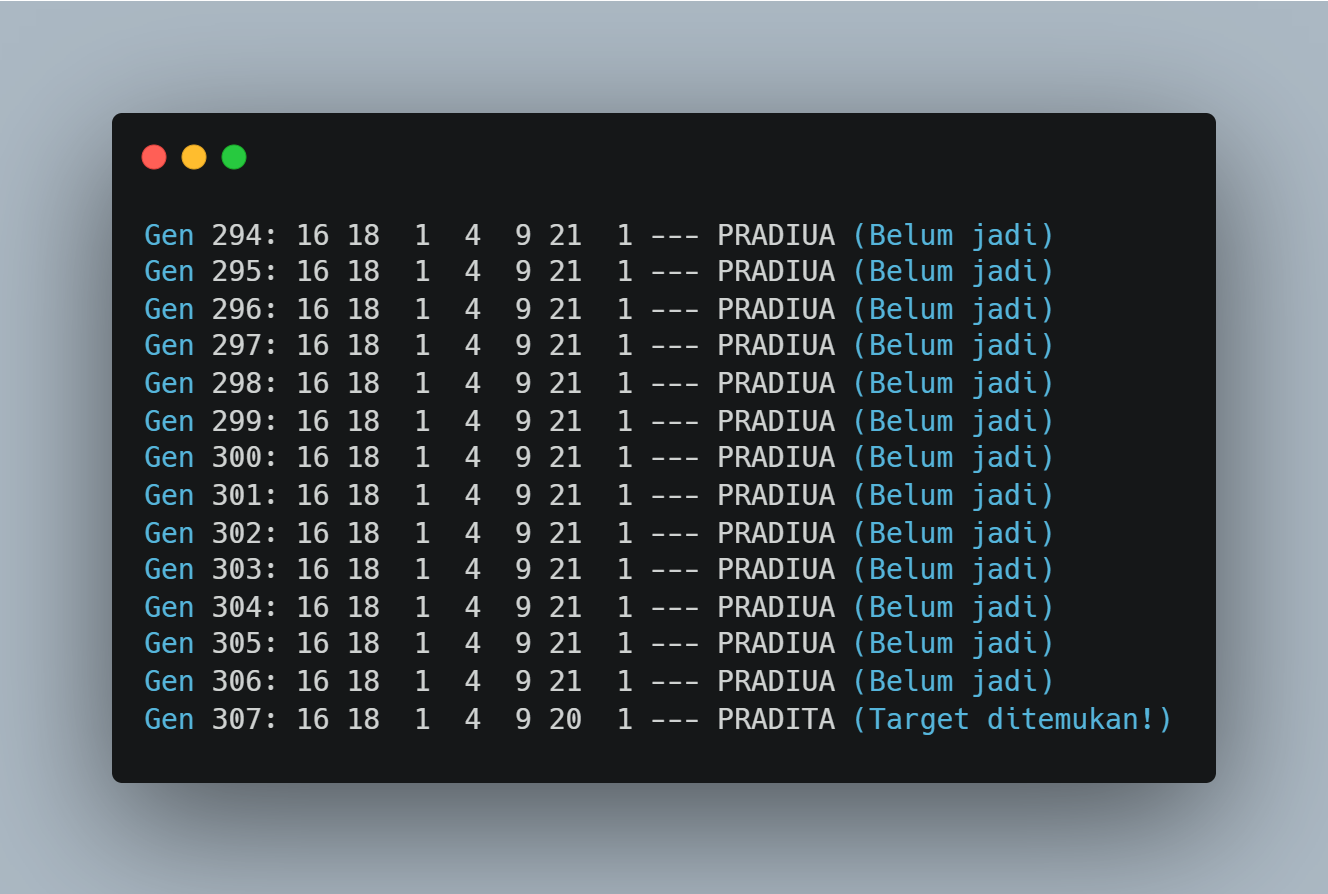 Gen 294: 16 18  1  4  9 21  1 --- PRADIUA (Belum jadi)
Gen 295: 16 18  1  4  9 21  1 --- PRADIUA (Belum jadi)
Gen 296: 16 18  1  4  9 21  1 --- PRADIUA (Belum jadi)
Gen 297: 16 18  1  4  9 21  1 --- PRADIUA (Belum jadi)
Gen 298: 16 18  1  4  9 21  1 --- PRADIUA (Belum jadi)
Gen 299: 16 18  1  4  9 21  1 --- PRADIUA (Belum jadi)
Gen 300: 16 18  1  4  9 21  1 --- PRADIUA (Belum jadi)
Gen 301: 16 18  1  4  9 21  1 --- PRADIUA (Belum jadi)
Gen 302: 16 18  1  4  9 21  1 --- PRADIUA (Belum jadi)
Gen 303: 16 18  1  4  9 21  1 --- PRADIUA (Belum jadi)
Gen 304: 16 18  1  4  9 21  1 --- PRADIUA (Belum jadi)
Gen 305: 16 18  1  4  9 21  1 --- PRADIUA (Belum jadi)
Gen 306: 16 18  1  4  9 21  1 --- PRADIUA (Belum jadi)
Gen 307: 16 18  1  4  9 20  1 --- PRADITA (Target ditemukan!)